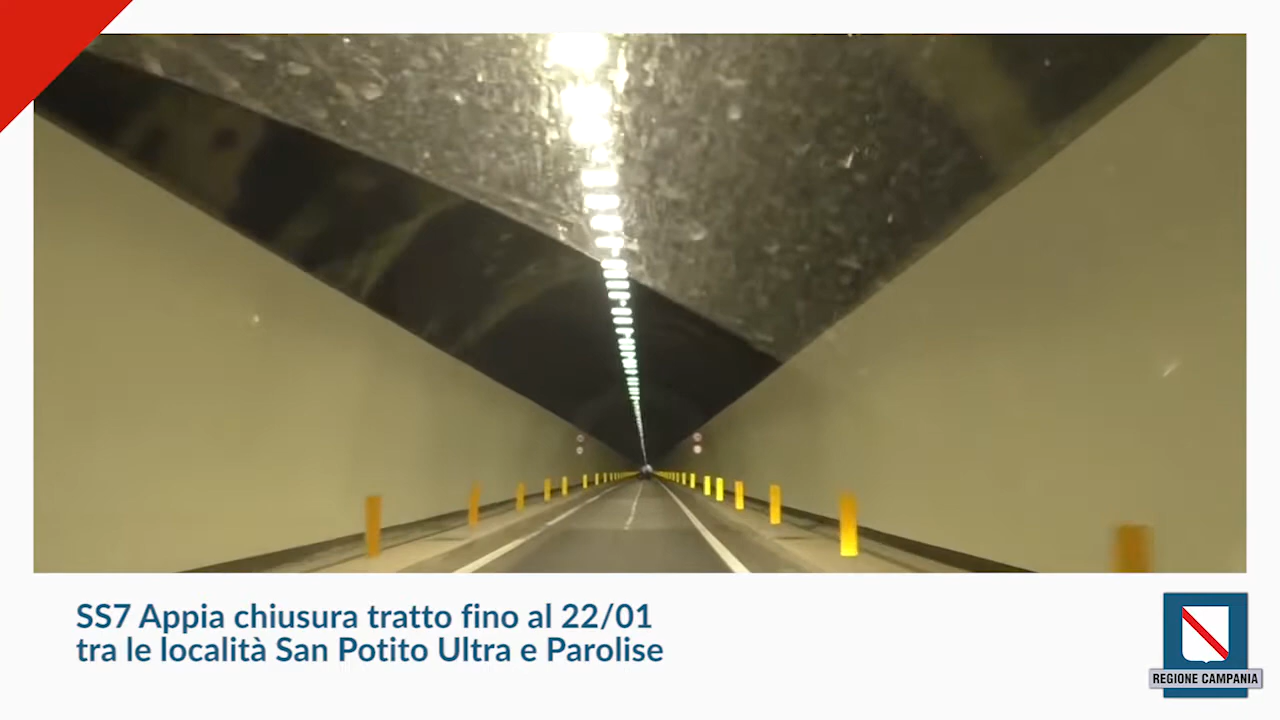 SS7 Appia chiusura tratto fino al 22/01
tra le località San Potito Ultra e Parolise
REGIONE CAMPANIA